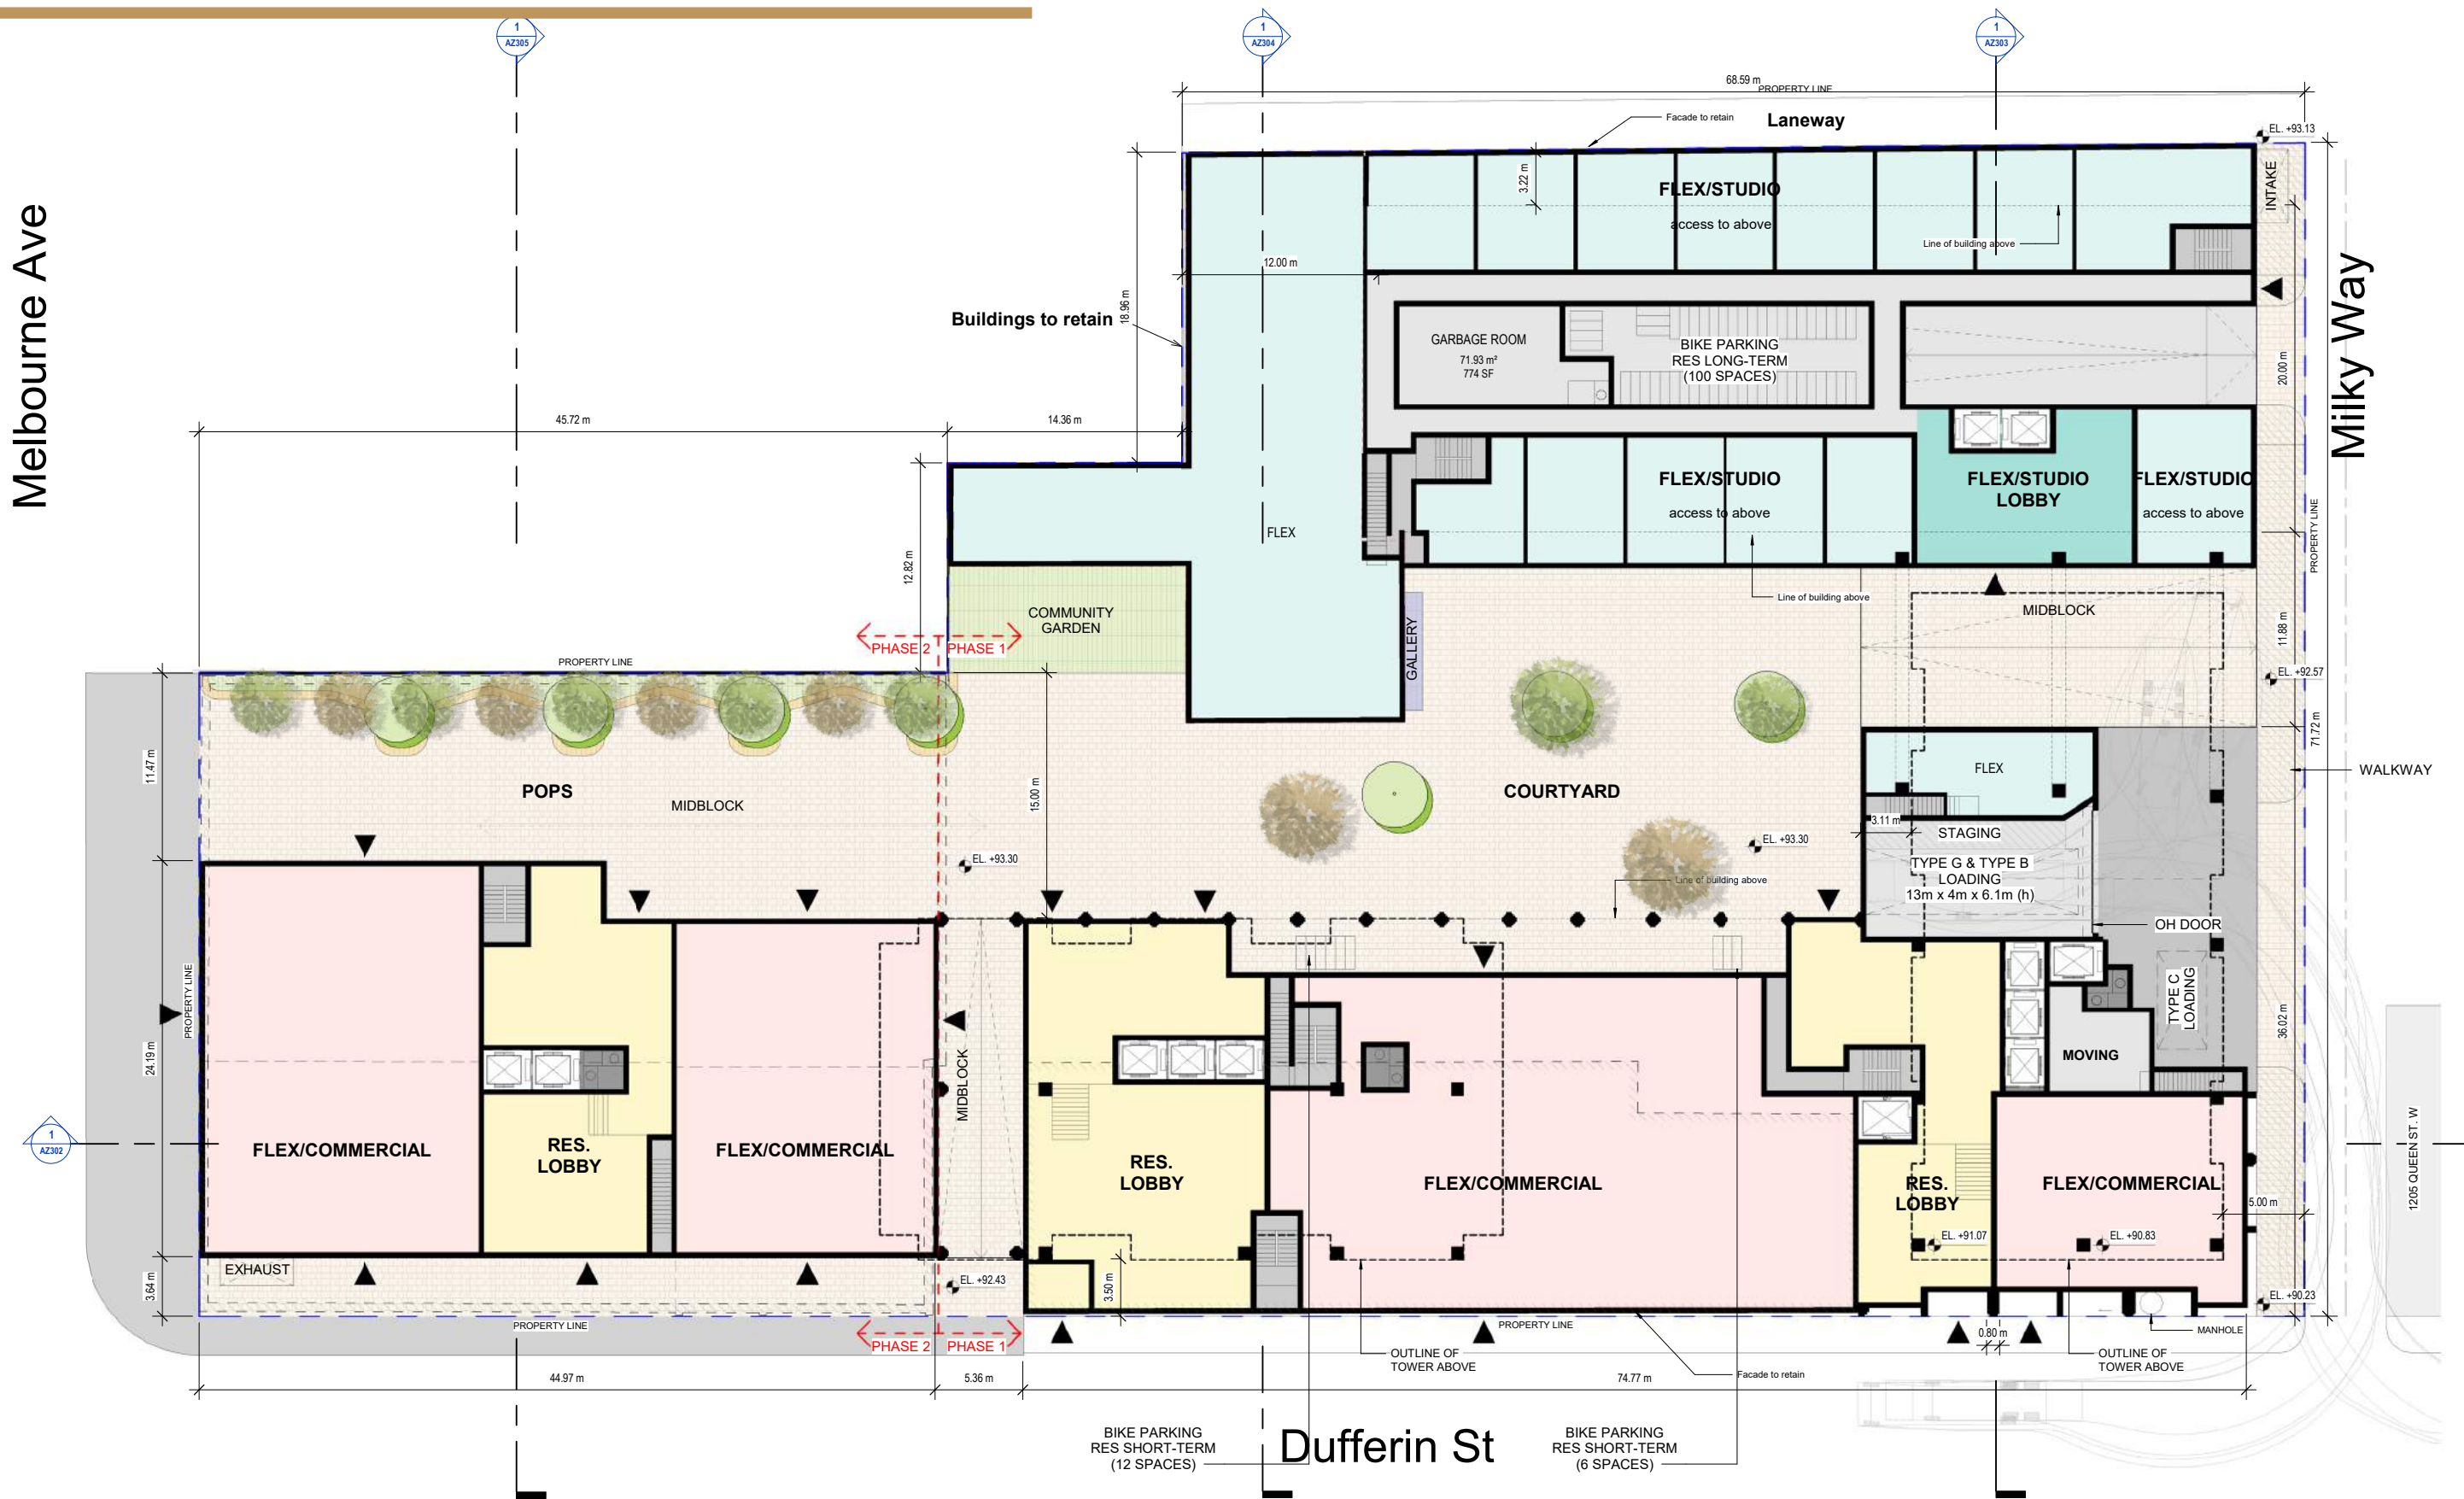 1
AZ305
1
AZ304
1
AZ303
68.59 m
PROPERTY LINE
Facade to retain
Laneway
EL. +93.13
Melbourne Ave
Milky Way
INTAKE
3.22 m
FLEX/STUDIO
access to above
Line of building above
12.00 m
18.96 m
Buildings to retain
GARBAGE ROOM
71.93 m²
774 SF
BIKE PARKING
RES LONG-TERM
(100 SPACES)
20.00 m
45.72 m
14.36 m
FLEX/STUDIO
access to above
FLEX/STUDIO
LOBBY
FLEX/STUDIO
access to above
PROPERTY LINE
FLEX
12.82 m
COMMUNITY
GARDEN
Line of building above
MIDBLOCK
11.88 m
GALLERY
PHASE 2
PHASE 1
PROPERTY LINE
EL. +92.57
71.72 m
11.47 m
POPS
MIDBLOCK
15.00 m
COURTYARD
FLEX
WALKWAY
3.11 m
STAGING
EL. +93.30
EL. +93.30
TYPE G & TYPE B
LOADING
13m x 4m x 6.1m (h)
Line of building above
OH DOOR
TYPE C
LOADING
PROPERTY LINE
24.19 m
36.02 m
MOVING
MIDBLOCK
1
AZ302
FLEX/COMMERCIAL
RES.
LOBBY
FLEX/COMMERCIAL
RES.
LOBBY
FLEX/COMMERCIAL
RES.
LOBBY
FLEX/COMMERCIAL
1205 QUEEN ST. W
5.00 m
EL. +91.07
EL. +90.83
EXHAUST
3.64 m
EL. +92.43
3.50 m
EL. +90.23
PROPERTY LINE
PROPERTY LINE
MANHOLE
0.80 m
PHASE 2
PHASE 1
OUTLINE OF
TOWER ABOVE
OUTLINE OF
TOWER ABOVE
Facade to retain
44.97 m
5.36 m
74.77 m
BIKE PARKING
RES SHORT-TERM
(12 SPACES)
Dufferin St
BIKE PARKING
RES SHORT-TERM
(6 SPACES)